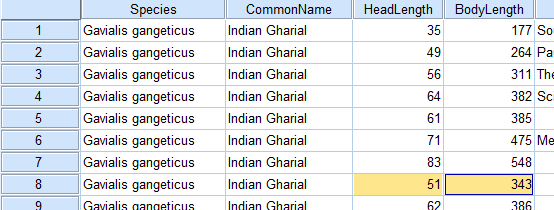 Species CommonName HeadLength BodyLength
1 Gavialis gangeticus Indian Gharial 35 177 Sou
2 Gavialis gangeticus Indian Gharial 49 264 Pa
3 Gavialis gangeticus Indian Gharial 56 311 The
4 Gavialis gangeticus Indian Gharial 64 382 Sc
5 Gavialis gangeticus Indian Gharial 61 385
6 Gavialis gangeticus Indian Gharial 71 475 Me
7 Gavialis gangeticus Indian Gharial 83 548
8 Gavialis gangeticus Indian Gharial 51 343
9 Gavialis gangeticus Indian Gharial 62 386